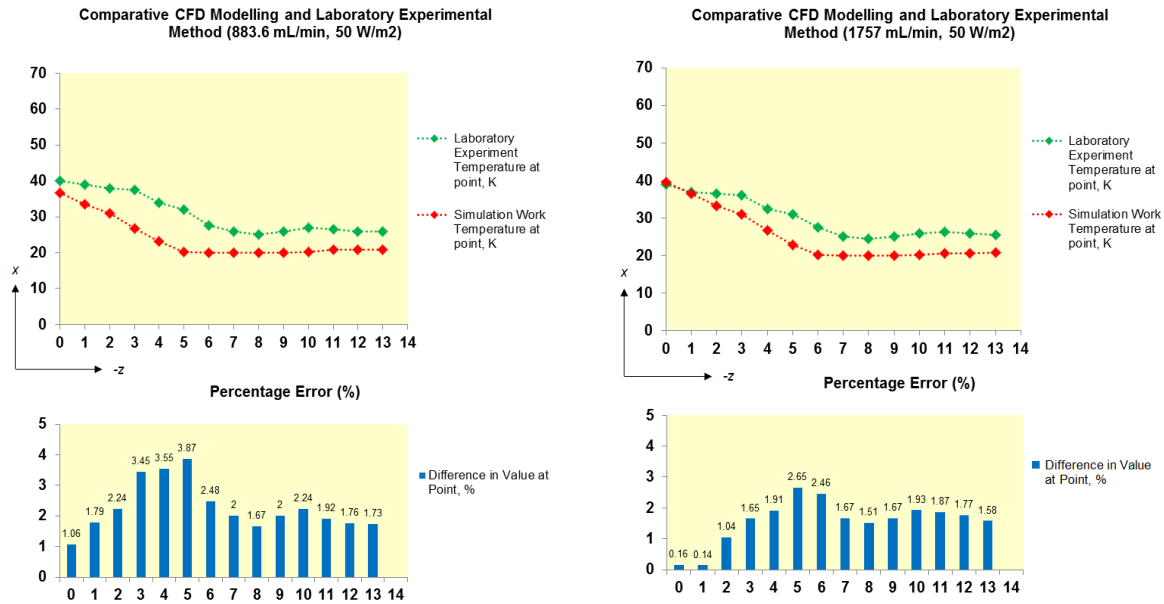 Comparative CFD Modelling and Laboratory Experimental
Method (883.6 mL/min, 50 W/m2)
70
60
50
40
30
20
10
0
0 1 2 3 4 5 6 7 8 9 10 11 12 13 14
x
-z
Laboratory
Experiment
Temperature at
point, K
Simulation Work
Temperature at
point, K
Percentage Error (%)
5
4
3
2
1
0
1.06 1.79 2.24 3.45 3.55 3.87 2.48 2 1.67 2 2.24 1.92 1.76 1.73
0 1 2 3 4 5 6 7 8 9 10 11 12 13 14
Difference in Value at
Point, %
Comparative CFD Modelling and Laboratory Experimental
Method (1757 mL/min, 50 W/m2)
70
60
50
40
30
20
10
0
0 1 2 3 4 5 6 7 8 9 10 11 12 13 14
x
-z
Laboratory
Experiment
Temperature at
point, K
Simulation Work
Temperature at
point, K
Percentage Error (%)
5
4
3
2
1
0
0.16 0.14 1.04 1.65 1.91 2.65 2.46 1.67 1.51 1.67 1.93 1.87 1.77 1.58
0 1 2 3 4 5 6 7 8 9 10 11 12 13 14
Difference in Value
at Point, %